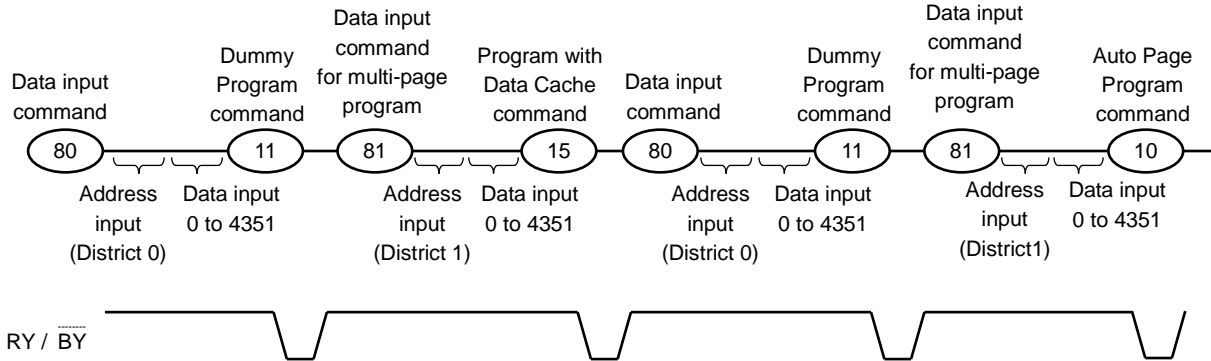 Data input
command
80
Address
input
(District 0)
Data input
0 to 4351
Dummy
Program
command
11
Data input
command
for multi-page
program
81
Address
input
(District 1)
Data input
0 to 4351
Program with
Data Cache
command
15
Data input
command
80
Address
input
(District 0)
Data input
0 to 4351
Dummy
Program
command
11
Data input
command
for multi-page
program
81
Address
input
(District1)
Data input
0 to 4351
Auto Page
Program
command
10
RY / BY